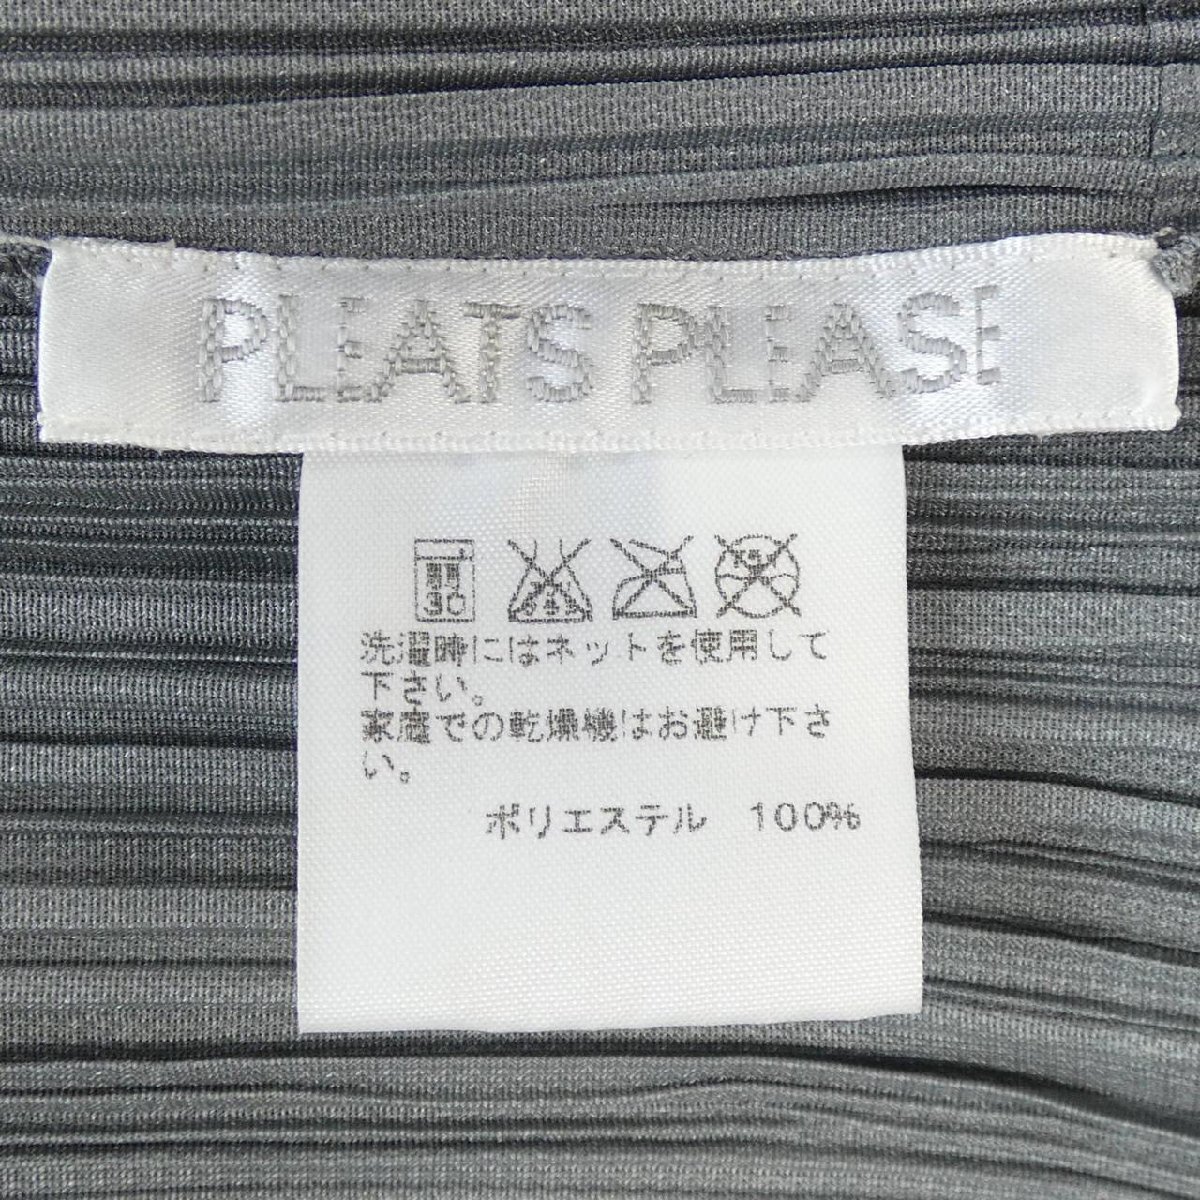 PLEATS PLEASE
30
洗濯時にはネットを使用して
下さい。
家庭での乾燥機はお避け下さ
い。
ポリエステル 100%